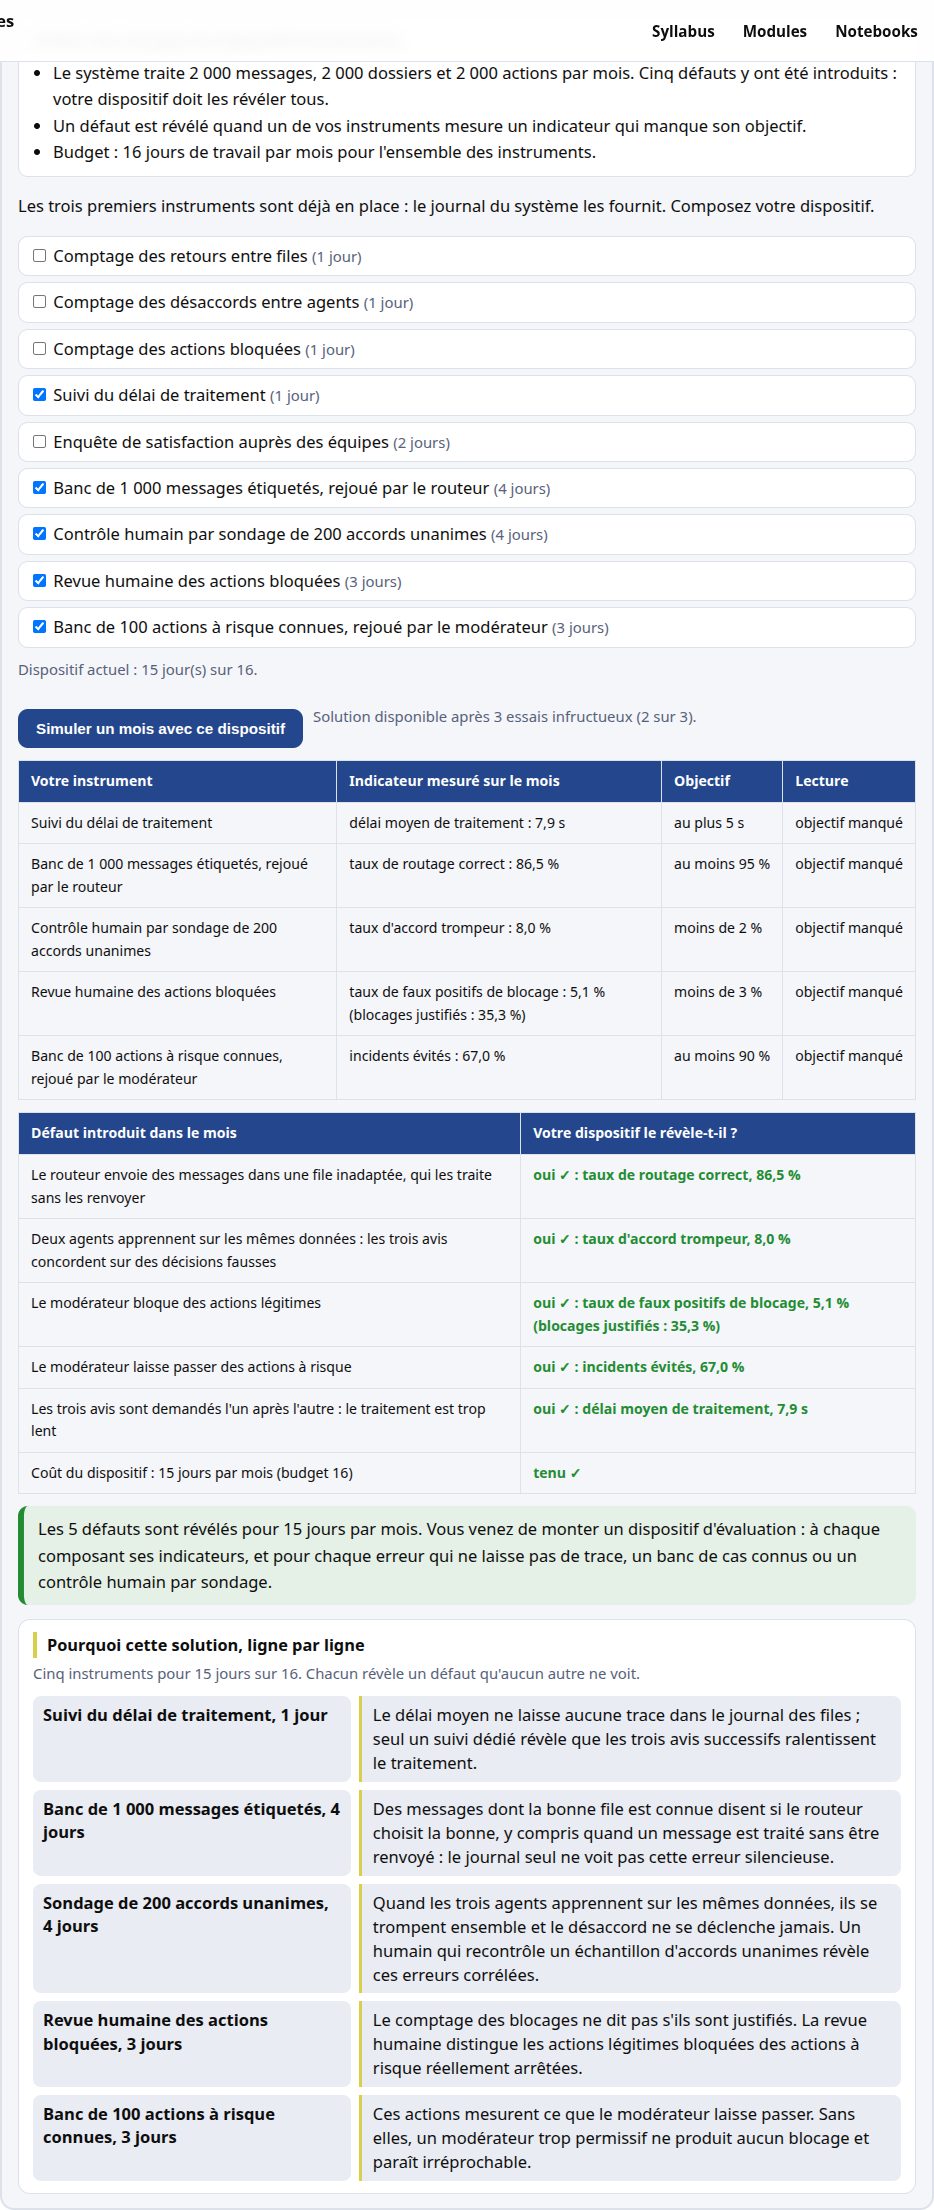 es
Syllabus Modules Notebooks
Le système traite 2 000 messages, 2 000 dossiers et 2 000 actions par mois. Cinq défauts y ont été introduits :
votre dispositif doit les révéler tous.
Un défaut est révélé quand un de vos instruments mesure un indicateur qui manque son objectif.
Budget : 16 jours de travail par mois pour l'ensemble des instruments.
Les trois premiers instruments sont déjà en place : le journal du système les fournit. Composez votre dispositif.
Comptage des retours entre files (1 jour)
Comptage des désaccords entre agents (1 jour)
Comptage des actions bloquées (1 jour)
Suivi du délai de traitement (1 jour)
Enquête de satisfaction auprès des équipes (2 jours)
Banc de 1 000 messages étiquetés, rejoué par le routeur (4 jours)
Contrôle humain par sondage de 200 accords unanimes (4 jours)
Revue humaine des actions bloquées (3 jours)
Banc de 100 actions à risque connues, rejoué par le modérateur (3 jours)
Dispositif actuel : 15 jour(s) sur 16.
Simuler un mois avec ce dispositif Solution disponible après 3 essais infructueux (2 sur 3).
Votre instrument Indicateur mesuré sur le mois Objectif Lecture
Suivi du délai de traitement délai moyen de traitement : 7,9 s au plus 5 s objectif manqué
Banc de 1 000 messages étiquetés, rejoué taux de routage correct : 86,5 % au moins 95 % objectif manqué
par le routeur
Contrôle humain par sondage de 200 taux d'accord trompeur : 8,0 % moins de 2 % objectif manqué
accords unanimes
Revue humaine des actions bloquées taux de faux positifs de blocage : 5,1 % moins de 3 % objectif manqué
(blocages justifiés : 35,3 %)
Banc de 100 actions à risque connues, incidents évités : 67,0 % au moins 90 % objectif manqué
rejoué par le modérateur
Défaut introduit dans le mois Votre dispositif le révèle-t-il ?
Le routeur envoie des messages dans une file inadaptée, qui les traite oui ✓ : taux de routage correct, 86,5 %
sans les renvoyer
Deux agents apprennent sur les mêmes données : les trois avis oui ✓ : taux d'accord trompeur, 8,0 %
concordent sur des décisions fausses
Le modérateur bloque des actions légitimes oui ✓ : taux de faux positifs de blocage, 5,1 %
(blocages justifiés : 35,3 %)
Le modérateur laisse passer des actions à risque oui ✓ : incidents évités, 67,0 %
Les trois avis sont demandés l'un après l'autre : le traitement est trop oui ✓ : délai moyen de traitement, 7,9 s
lent
Coût du dispositif : 15 jours par mois (budget 16) tenu ✓
Les 5 défauts sont révélés pour 15 jours par mois. Vous venez de monter un dispositif d'évaluation : à chaque
composant ses indicateurs, et pour chaque erreur qui ne laisse pas de trace, un banc de cas connus ou un
contrôle humain par sondage.
Pourquoi cette solution, ligne par ligne
Cinq instruments pour 15 jours sur 16. Chacun révèle un défaut qu'aucun autre ne voit.
Suivi du délai de traitement, 1 jour
Le délai moyen ne laisse aucune trace dans le journal des files ;
seul un suivi dédié révèle que les trois avis successifs ralentissent
le traitement.
Banc de 1 000 messages étiquetés, 4
jours
Des messages dont la bonne file est connue disent si le routeur
choisit la bonne, y compris quand un message est traité sans être
renvoyé : le journal seul ne voit pas cette erreur silencieuse.
Sondage de 200 accords unanimes,
4 jours
Quand les trois agents apprennent sur les mêmes données, ils se
trompent ensemble et le désaccord ne se déclenche jamais. Un
humain qui recontrôle un échantillon d'accords unanimes révèle
ces erreurs corrélées.
Revue humaine des actions
bloquées, 3 jours
Le comptage des blocages ne dit pas s'ils sont justifiés. La revue
humaine distingue les actions légitimes bloquées des actions à
risque réellement arrêtées.
Banc de 100 actions à risque
connues, 3 jours
Ces actions mesurent ce que le modérateur laisse passer. Sans
elles, un modérateur trop permissif ne produit aucun blocage et
paraît irréprochable.